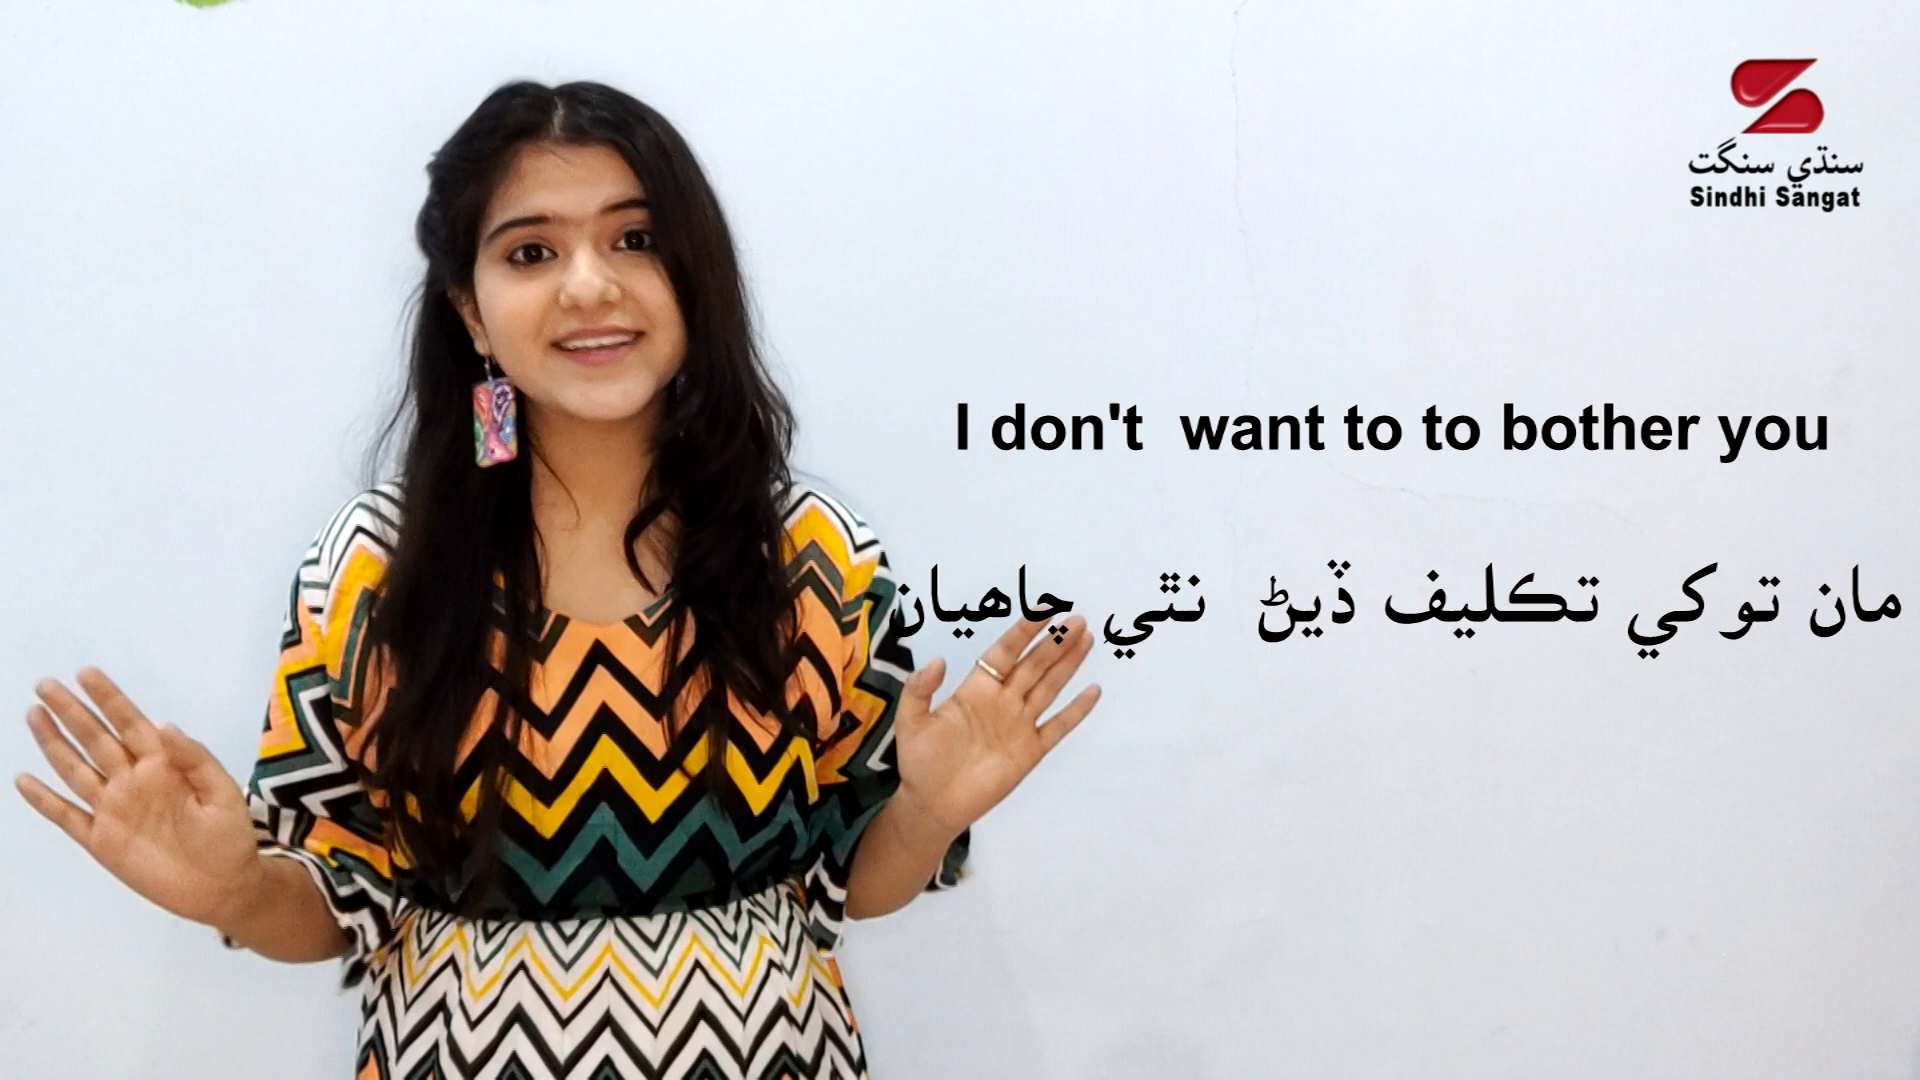 سنڌي سنگت
Sindhi Sangat
I don't  want to to bother you
مان توکي تڪليف ڏيڻ  نٿي چاهيان